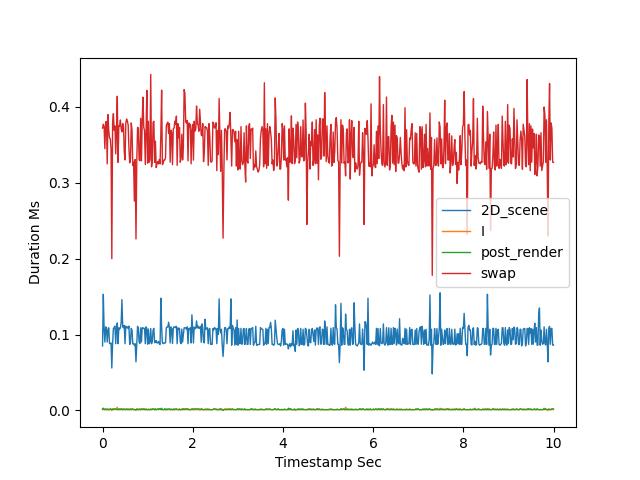 0.4
0.3
0.2
0.1
0.0
Duration Ms
2D_scene
I
post_render
swap
0 2 4 6 8 10
Timestamp Sec